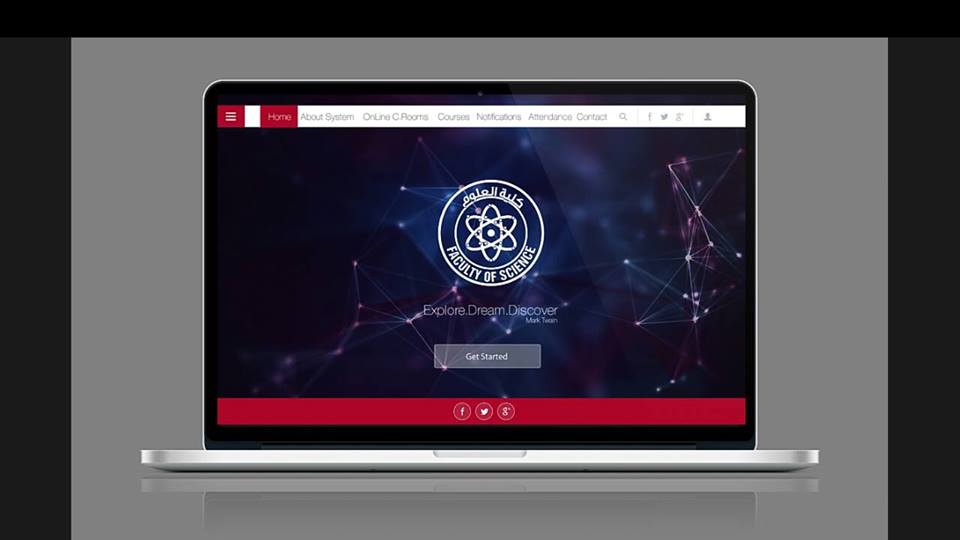 Home About System OnLine C.Rooms Courses Notifications Attendance Contact
كلية العلوم
FACULTY OF SCIENCE
Explore.Dream.Discover
Mark Twain
Get Started